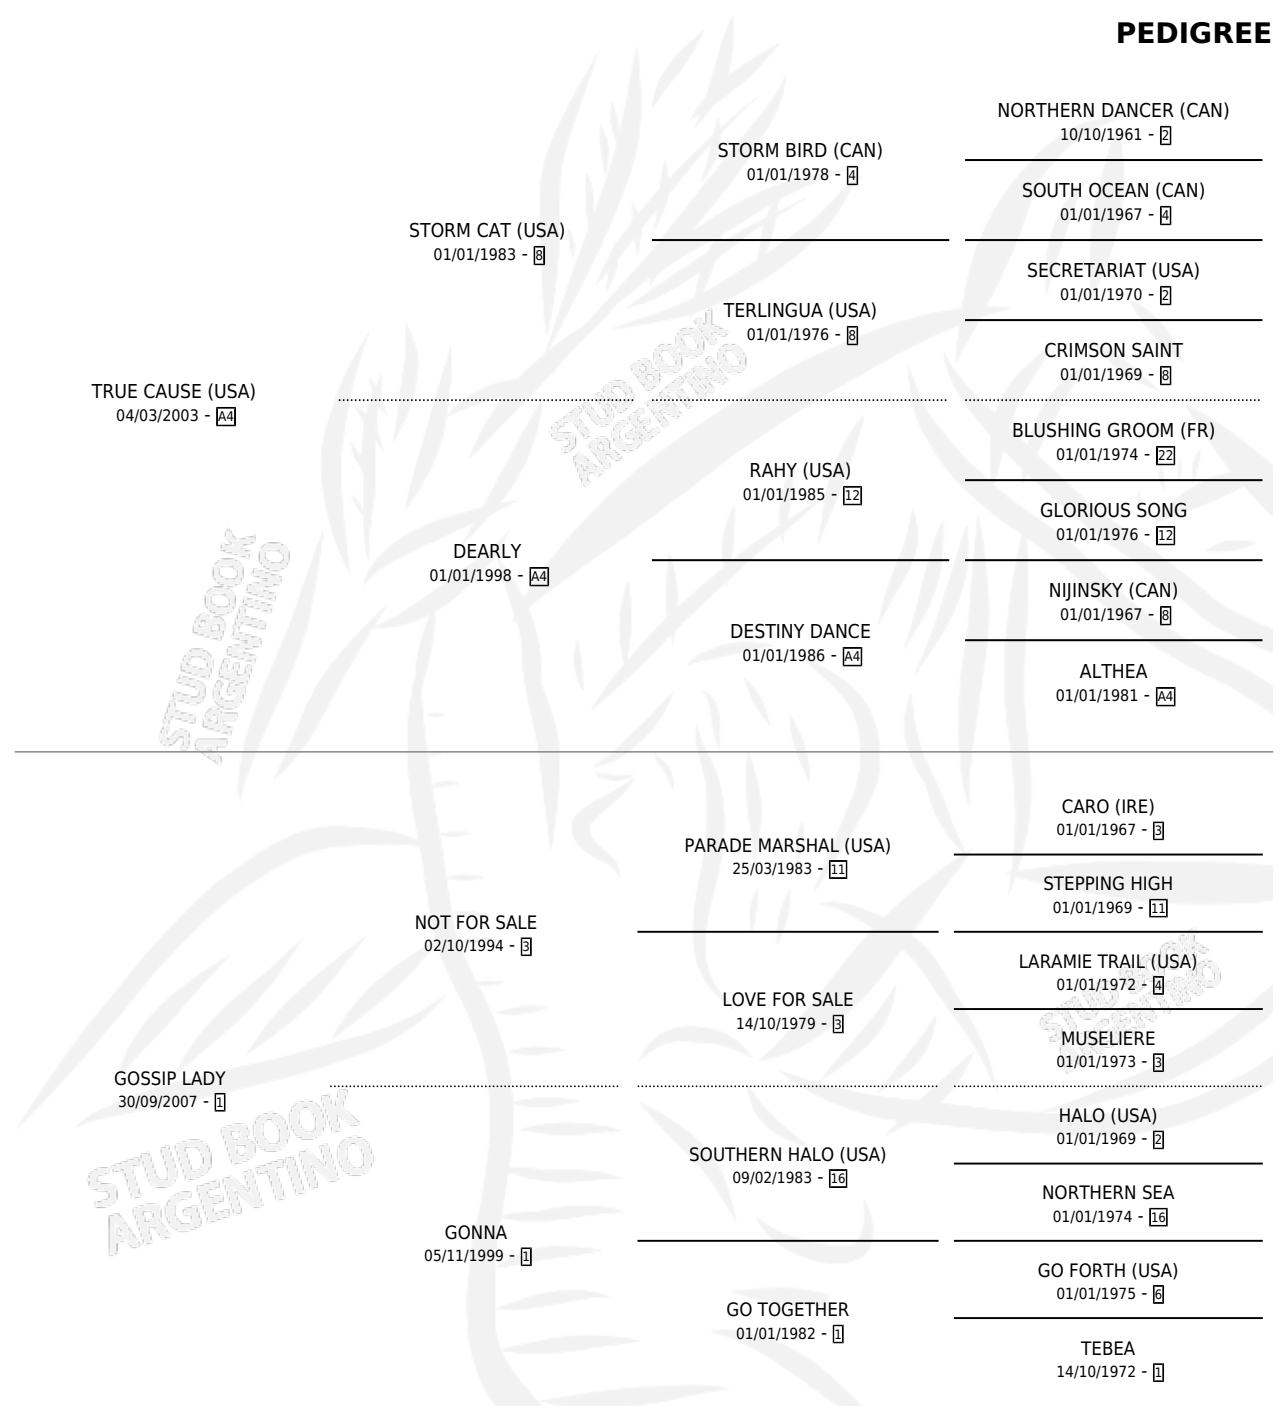 PEDIGREE
NORTHERN DANCER (CAN)
10/10/1961 - 2
STORM BIRD (CAN)
01/01/1978 - 4
SOUTH OCEAN (CAN)
01/01/1967 - 4
STORM CAT (USA)
01/01/1983 - 8
SECRETARIAT (USA)
01/01/1970 - 2
TERLINGUA (USA)
01/01/1976 - 8
CRIMSON SAINT
01/01/1969 - 8
TRUE CAUSE (USA)
04/03/2003 - A4
BLUSHING GROOM (FR)
01/01/1974 - 22
RAHY (USA)
01/01/1985 - 12
GLORIOUS SONG
01/01/1976 - 12
DEARLY
01/01/1998 - A4
NIJINSKY (CAN)
01/01/1967 - 8
DESTINY DANCE
01/01/1986 - A4
ALTHEA
01/01/1981 - A4
CARO (IRE)
01/01/1967 - 3
PARADE MARSHAL (USA)
25/03/1983 - 11
STEPPING HIGH
01/01/1969 - 11
NOT FOR SALE
02/10/1994 - 3
LARAMIE TRAIL (USA)
01/01/1972 - 4
LOVE FOR SALE
14/10/1979 - 3
MUSELIERE
01/01/1973 - 3
GOSSIP LADY
30/09/2007 - 1
HALO (USA)
01/01/1969 - 2
SOUTHERN HALO (USA)
09/02/1983 - 16
NORTHERN SEA
01/01/1974 - 16
GONNA
05/11/1999 - 1
GO FORTH (USA)
01/01/1975 - 6
GO TOGETHER
01/01/1982 - 1
TEBEA
14/10/1972 - 1
STUD BOOK
ARGENTINO
STUD BOOK
ARGENTINO
STUD BOOK
ARGENTINO
STUD BOOK
ARGENTINO